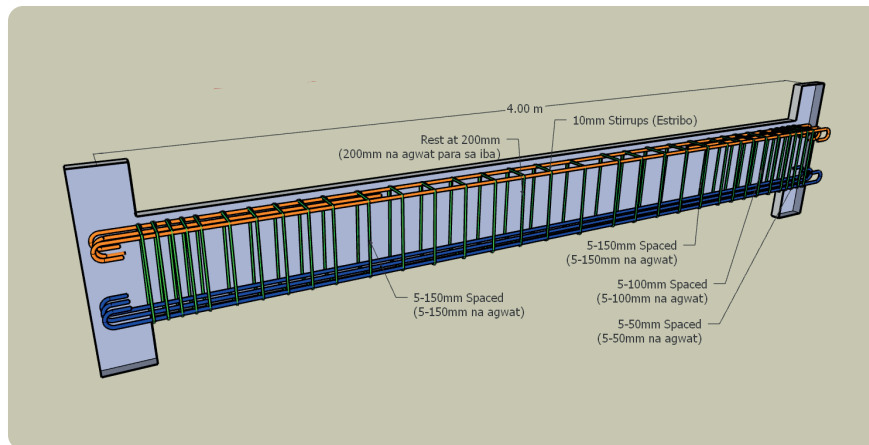 4.00 m
10mm Stirrups (Estribo)
Rest at 200mm
(200mm na agwat para sa iba)
5-150mm Spaced
(5-150mm na agwat)
5-100mm Spaced
(5-100mm na agwat)
5-150mm Spaced
(5-150mm na agwat)
5-50mm Spaced
(5-50mm na agwat)